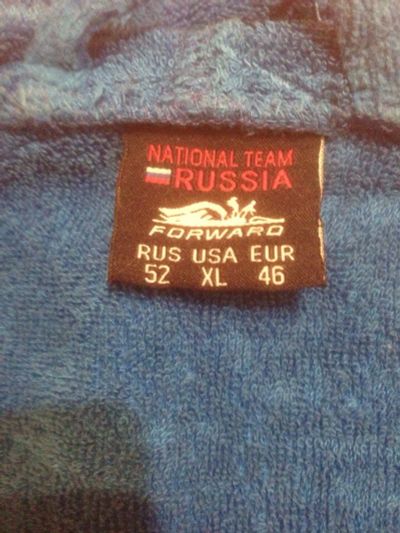 NATIONAL TEAM
RUSSIA
FORWARD
RUS USA EUR
52 XL 46